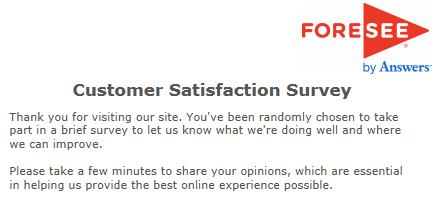 FORESEE®
by Answers™
Customer Satisfaction Survey
Thank you for visiting our site. You've been randomly chosen to take
part in a brief survey to let us know what we're doing well and where
we can improve.
Please take a few minutes to share your opinions, which are essential
in helping us provide the best online experience possible.